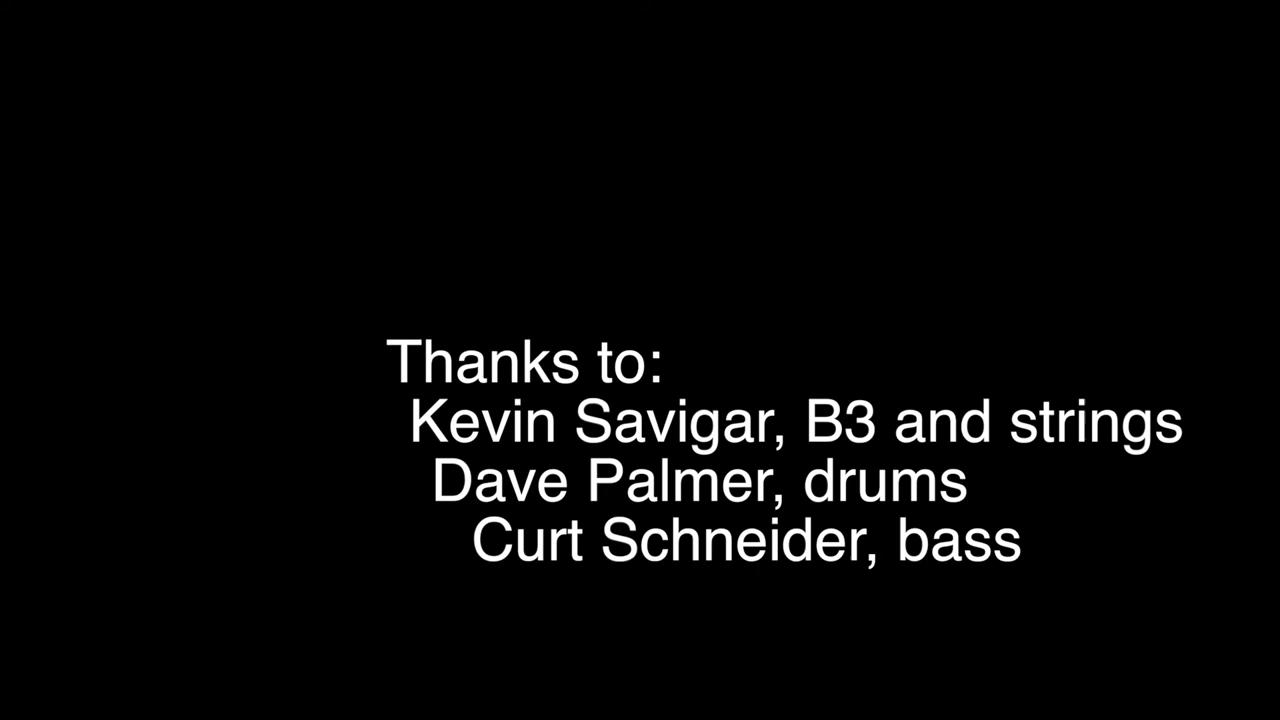 Thanks to:
Kevin Savigar, B3 and strings
Dave Palmer, drums
Curt Schneider, bass